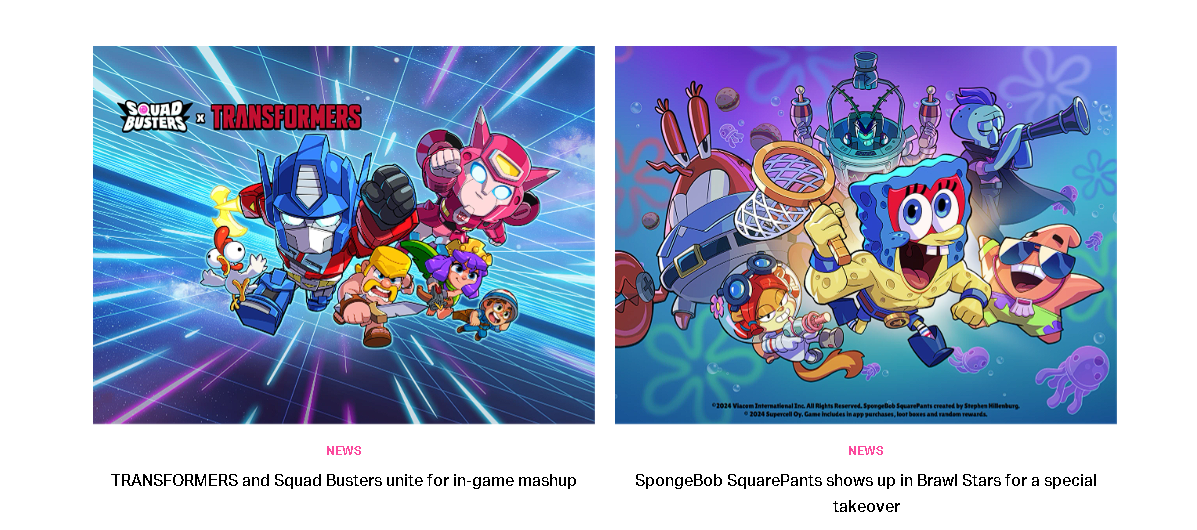 SQUAD
BUSTERS x TRANSFORMERS
©2024 Viacom International Inc. All Rights Reserved. SpongeBob SquarePants created by Stephen Hillenburg.
© 2024 Supercell Oy. Game includes in app purchases, loot boxes and random rewards.
NEWS
TRANSFORMERS and Squad Busters unite for in-game mashup
NEWS
SpongeBob SquarePants shows up in Brawl Stars for a special
takeover